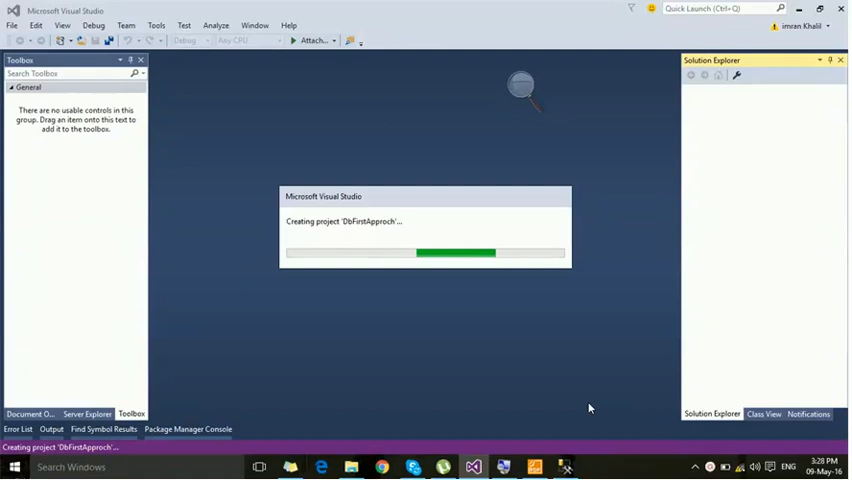 Microsoft Visual Studio
Quick Launch (Ctrl+Q)
File Edit View Debug Team Tools Test Analyze Window Help
imran Khalil
Debug Any CPU Attach...
Toolbox
Solution Explorer
Search Toolbox
General
There are no usable controls in this
group. Drag an item onto this text to
add it to the toolbox.
Microsoft Visual Studio
Creating project 'DbFirstApproch'...
Document O... Server Explorer Toolbox
Solution Explorer Class View Notifications
Error List Output Find Symbol Results Package Manager Console
Creating project 'DbFirstApproch'...
Search Windows
ENG
3:28 PM
09-May-16